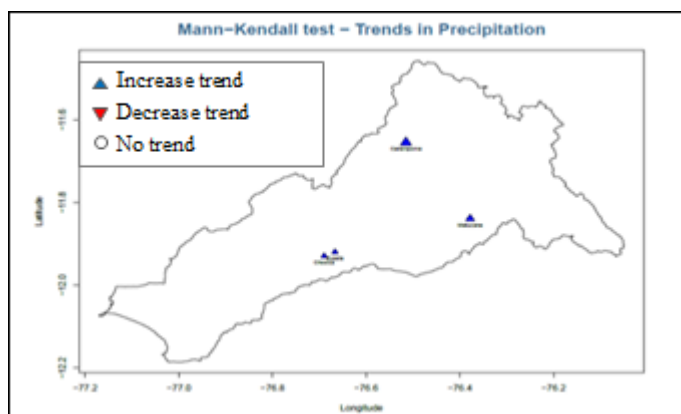 Mann-Kendall test - Trends in Precipitation
Increase trend
Decrease trend
No trend
Latitude
-11.6
-11.8
-12.0
-12.2
-77.2
-77.0
-76.8
-76.6
-76.4
-76.2
Longitude